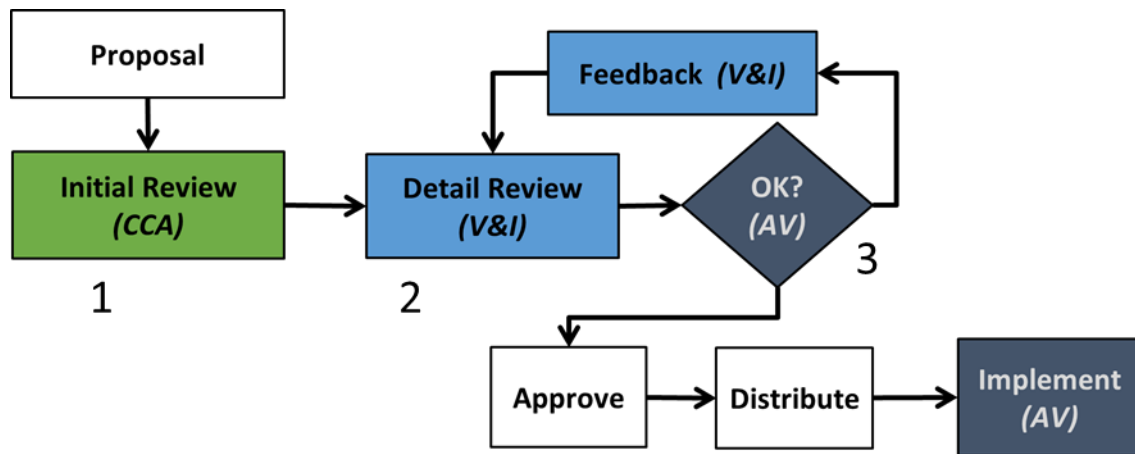 Proposal
Feedback (V&I)
Initial Review
(CCA)
Detail Review
(V&I)
OK?
(AV)
1
2
3
Approve
Distribute
Implement
(AV)